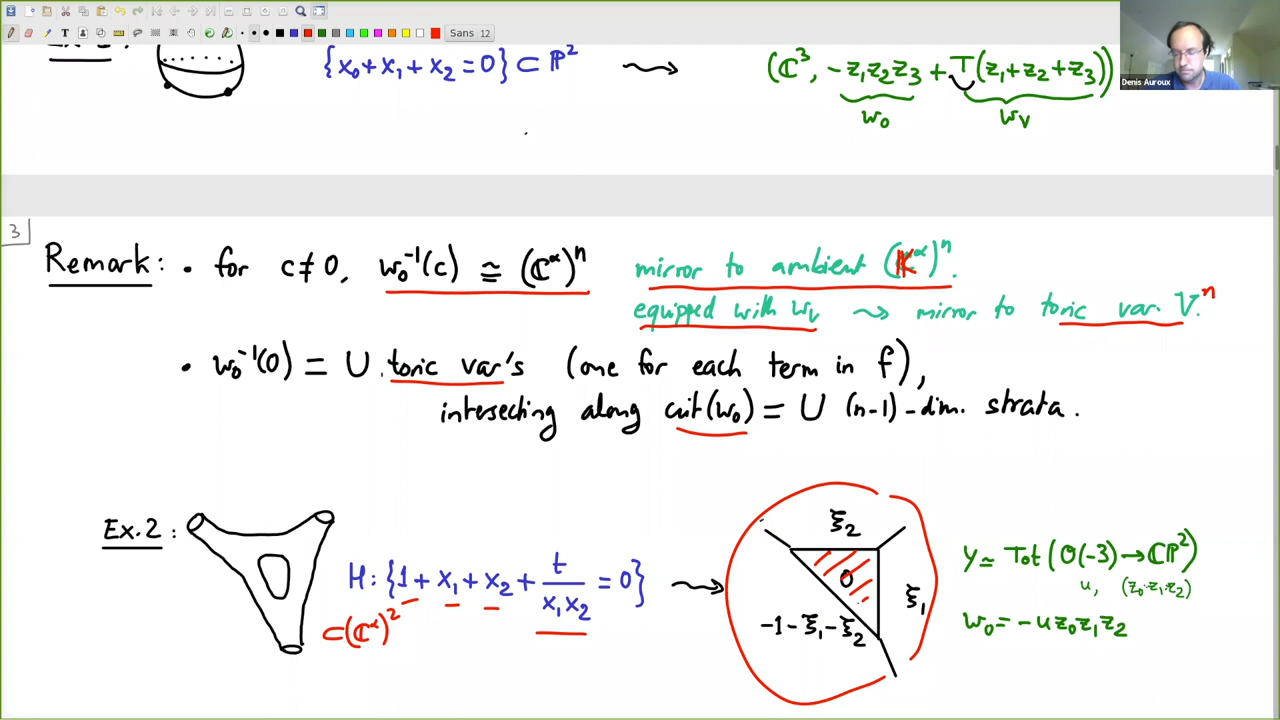 Sans 12
Denis Auroux
{x₀+x₁+x₂=0} ⊂ ℙ² ⇝ (ℂ³, -z₁z₂z₃ + T(z₁+z₂+z₃))
W₀ W_V
3
Remark: • for c≠0, W₀⁻¹(c) ≅ (ℂ*)ⁿ mirror to ambient (𝕂*)ⁿ.
equipped with W_V ⇝ mirror to toric var. Vⁿ.
• W₀⁻¹(0) = ∪ toric var's (one for each term in f),
intersecting along crit(W₀) = ∪ (n-1)-dim. strata.
Ex. 2: H: {1 + x₁ + x₂ + t/(x₁x₂) = 0} ⇝
⊂(ℂ*)²
ξ₂
0
ξ₁
-1-ξ₁-ξ₂
Y ≃ Tot(O(-3) → ℂℙ²)
u, (z₀:z₁:z₂)
W₀ = -u z₀z₁z₂